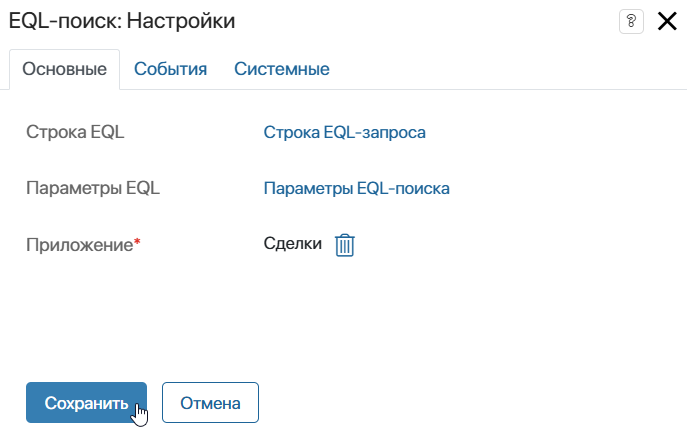 EQL-поиск: Настройки
?
Основные События Системные
Строка EQL Строка EQL-запроса
Параметры EQL Параметры EQL-поиска
Приложение* Сделки
Сохранить Отмена